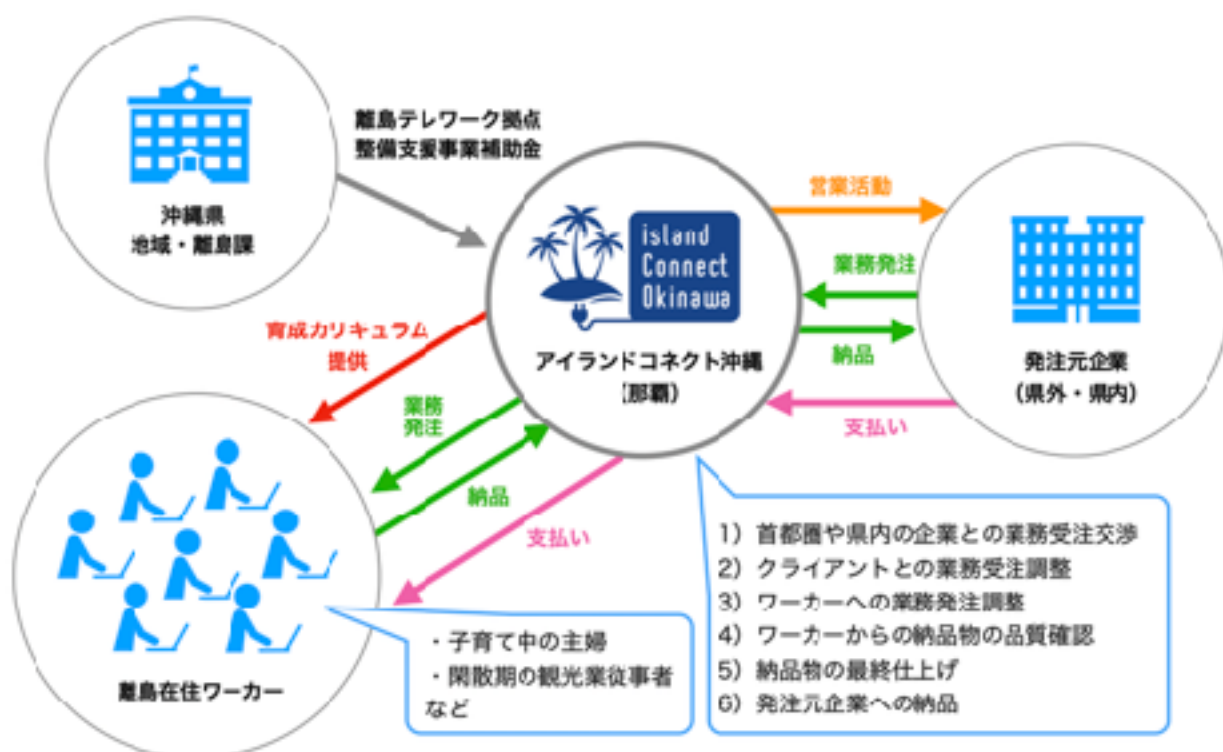 離島テレワーク拠点
整備支援事業補助金
沖縄県
地域・離島課
island
Connect
Okinawa
アイランドコネクト沖縄
(那覇)
営業活動
業務発注
納品
支払い
発注元企業
(県外・県内)
育成カリキュラム
提供
業務
発注
納品
支払い
離島在住ワーカー
・子育て中の主婦
・閑散期の観光業従事者
など
1)首都圏や県内の企業との業務受注交渉
2)クライアントとの業務受注調整
3)ワーカーへの業務発注調整
4)ワーカーからの納品物の品質確認
5)納品物の最終仕上げ
6)発注元企業への納品